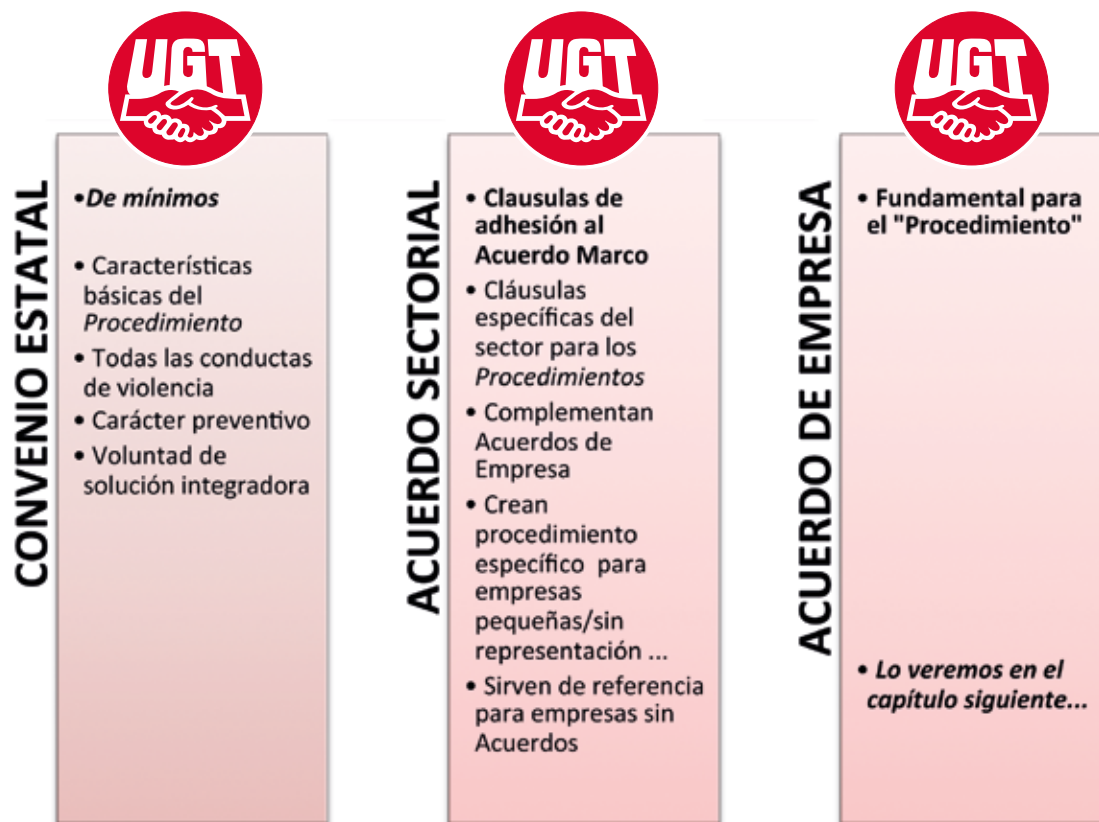 UGT
CONVENIO ESTATAL
•De mínimos
• Características
básicas del
Procedimiento
• Todas las conductas
de violencia
• Carácter preventivo
• Voluntad de
solución integradora
UGT
ACUERDO SECTORIAL
• Clausulas de
adhesión al
Acuerdo Marco
• Cláusulas
específicas del
sector para los
Procedimientos
• Complementan
Acuerdos de
Empresa
• Crean
procedimiento
específico para
empresas
pequeñas/sin
representación ...
• Sirven de referencia
para empresas sin
Acuerdos
UGT
ACUERDO DE EMPRESA
• Fundamental para
el "Procedimiento"
• Lo veremos en el
capítulo siguiente...